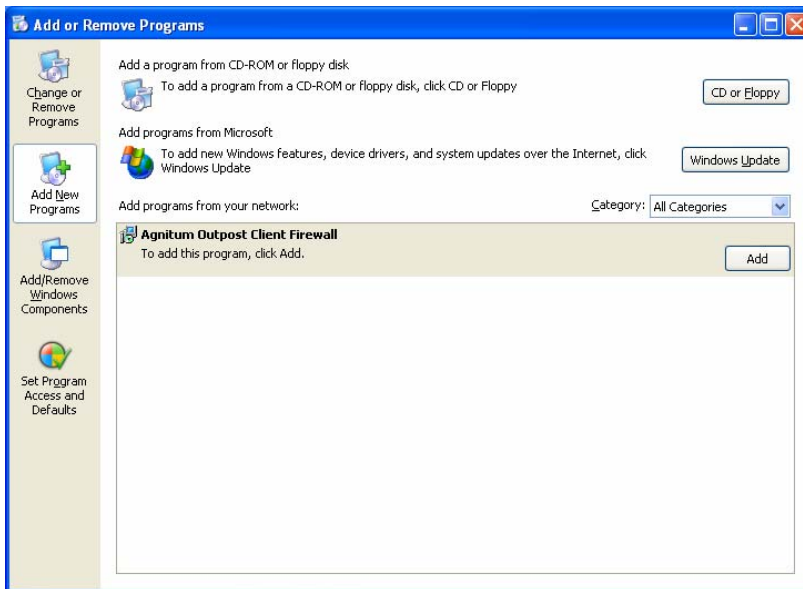 Add or Remove Programs
Change or
Remove
Programs
Add New
Programs
Add/Remove
Windows
Components
Set Program
Access and
Defaults
Add a program from CD-ROM or floppy disk
To add a program from a CD-ROM or floppy disk, click CD or Floppy
CD or Floppy
Add programs from Microsoft
To add new Windows features, device drivers, and system updates over the Internet, click
Windows Update
Windows Update
Add programs from your network:
Category: All Categories
Agnitum Outpost Client Firewall
To add this program, click Add.
Add